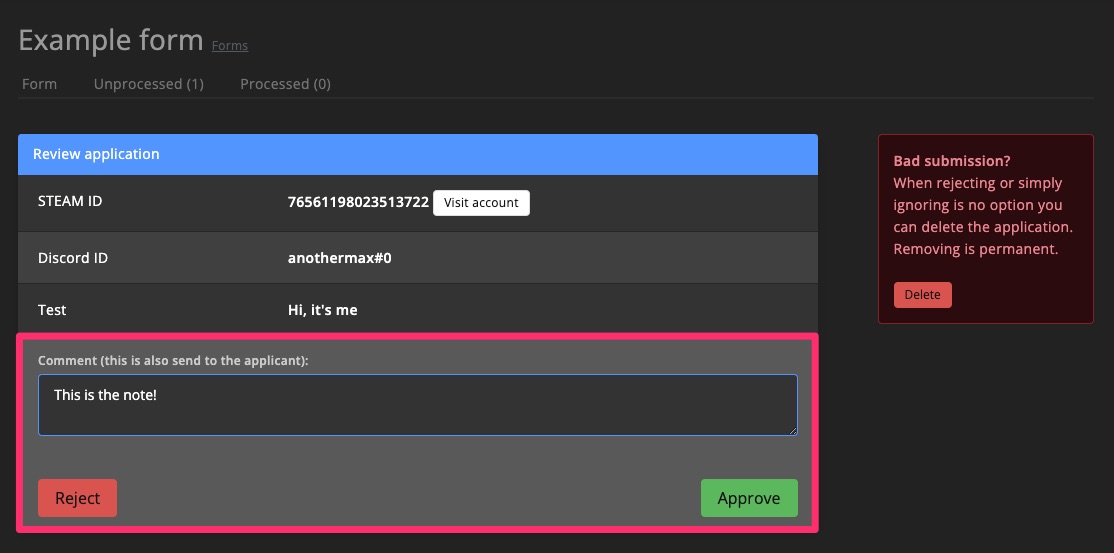 Example form Forms
Form Unprocessed (1) Processed (0)
Review application
STEAM ID 76561198023513722 Visit account
Discord ID anothermax#0
Test Hi, it's me
Comment (this is also send to the applicant):
This is the note!
Reject Approve
Bad submission?
When rejecting or simply
ignoring is no option you
can delete the application.
Removing is permanent.
Delete